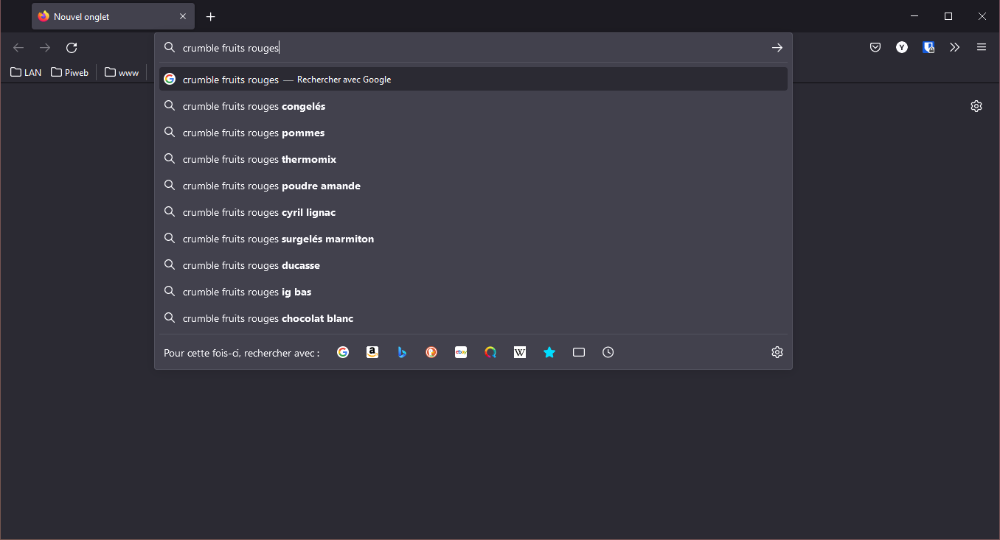 Nouvel onglet
crumble fruits rouges
Y
LAN Piweb www
crumble fruits rouges — Rechercher avec Google
crumble fruits rouges congelés
crumble fruits rouges pommes
crumble fruits rouges thermomix
crumble fruits rouges poudre amande
crumble fruits rouges cyril lignac
crumble fruits rouges surgelés marmiton
crumble fruits rouges ducasse
crumble fruits rouges ig bas
crumble fruits rouges chocolat blanc
Pour cette fois-ci, rechercher avec : G a ebay W